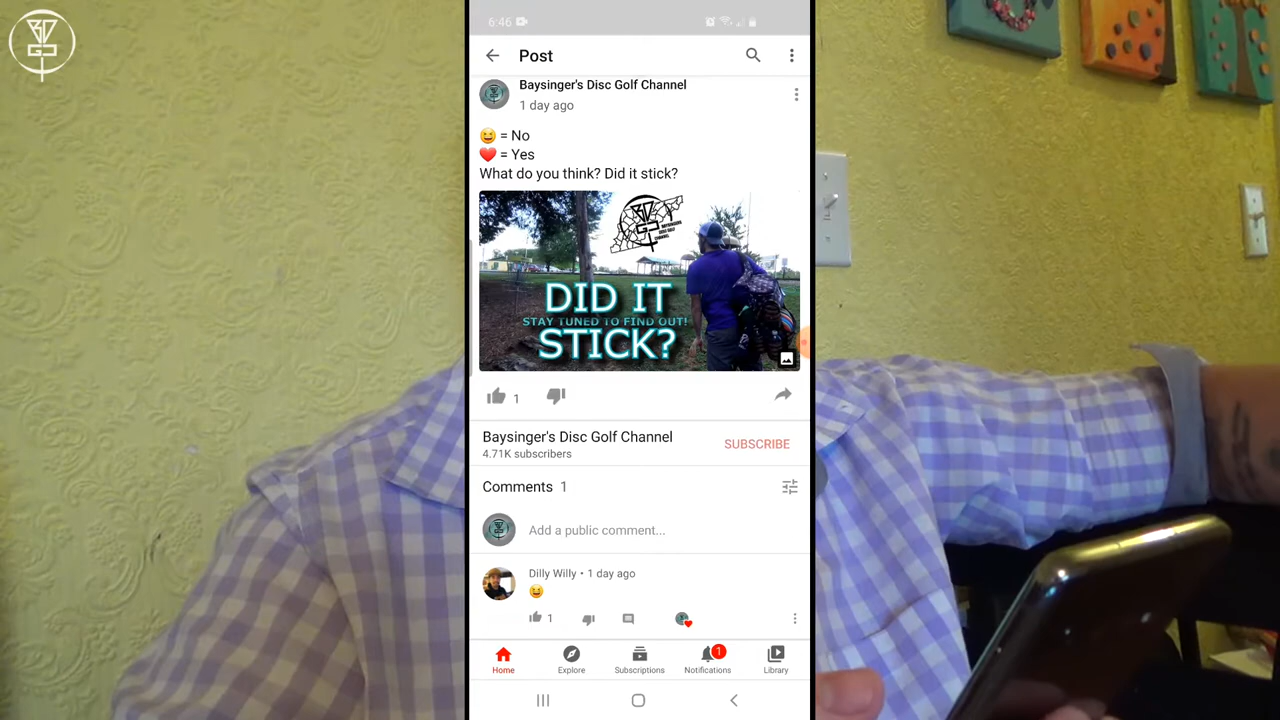 6:46
Post
Baysinger's Disc Golf Channel
1 day ago
😆 = No
❤️ = Yes
What do you think? Did it stick?
DID IT
STAY TUNED TO FIND OUT!
STICK?
1
Baysinger's Disc Golf Channel
SUBSCRIBE
4.71K subscribers
Comments 1
Add a public comment...
Dilly Willy • 1 day ago
😆
1
1
Home
Explore
Subscriptions
Notifications
Library